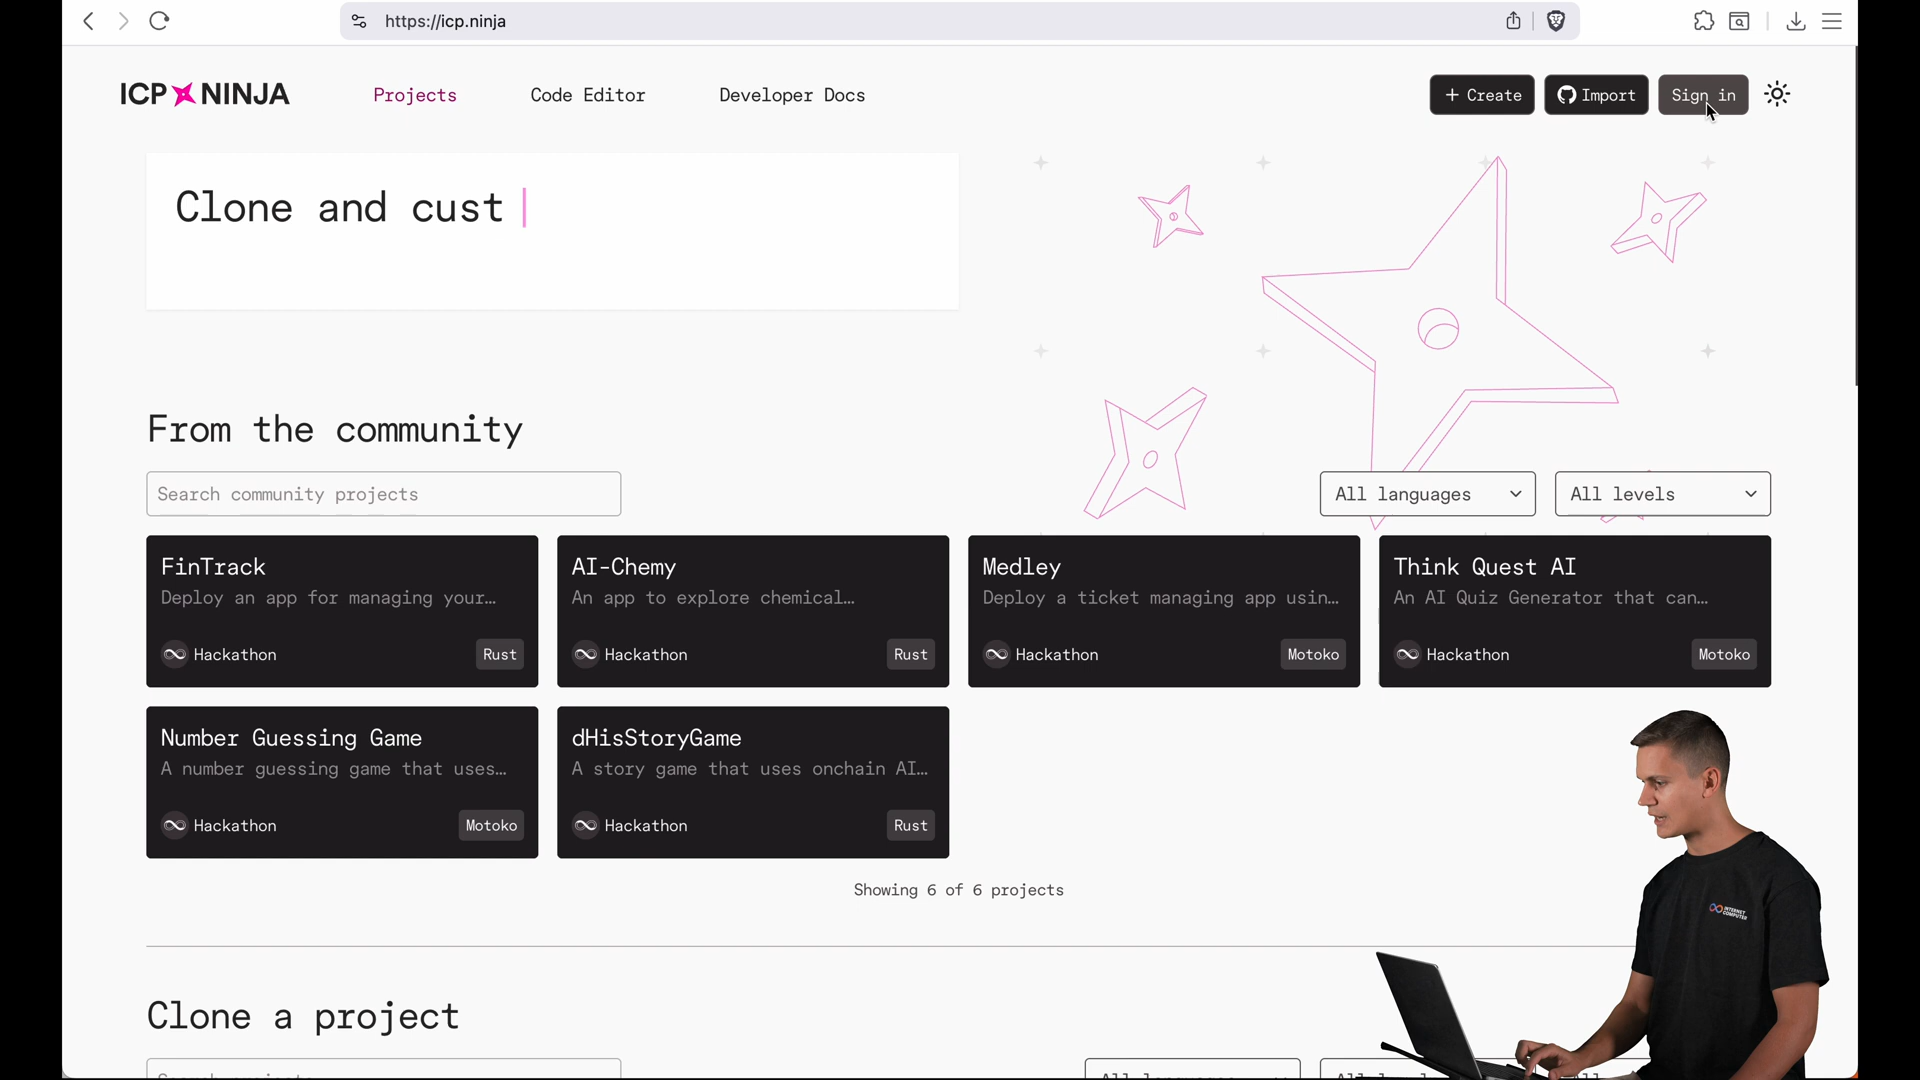 https://icp.ninja
ICP NINJA
Projects
Code Editor
Developer Docs
+ Create
Import
Sign in
Clone and cust
From the community
Search community projects
All languages
All levels
FinTrack
Deploy an app for managing your…
Hackathon
Rust
AI-Chemy
An app to explore chemical…
Hackathon
Rust
Medley
Deploy a ticket managing app usin…
Hackathon
Motoko
Think Quest AI
An AI Quiz Generator that can…
Hackathon
Motoko
Number Guessing Game
A number guessing game that uses…
Hackathon
Motoko
dHisStoryGame
A story game that uses onchain AI…
Hackathon
Rust
Showing 6 of 6 projects
INTERNET
COMPUTER
Clone a project